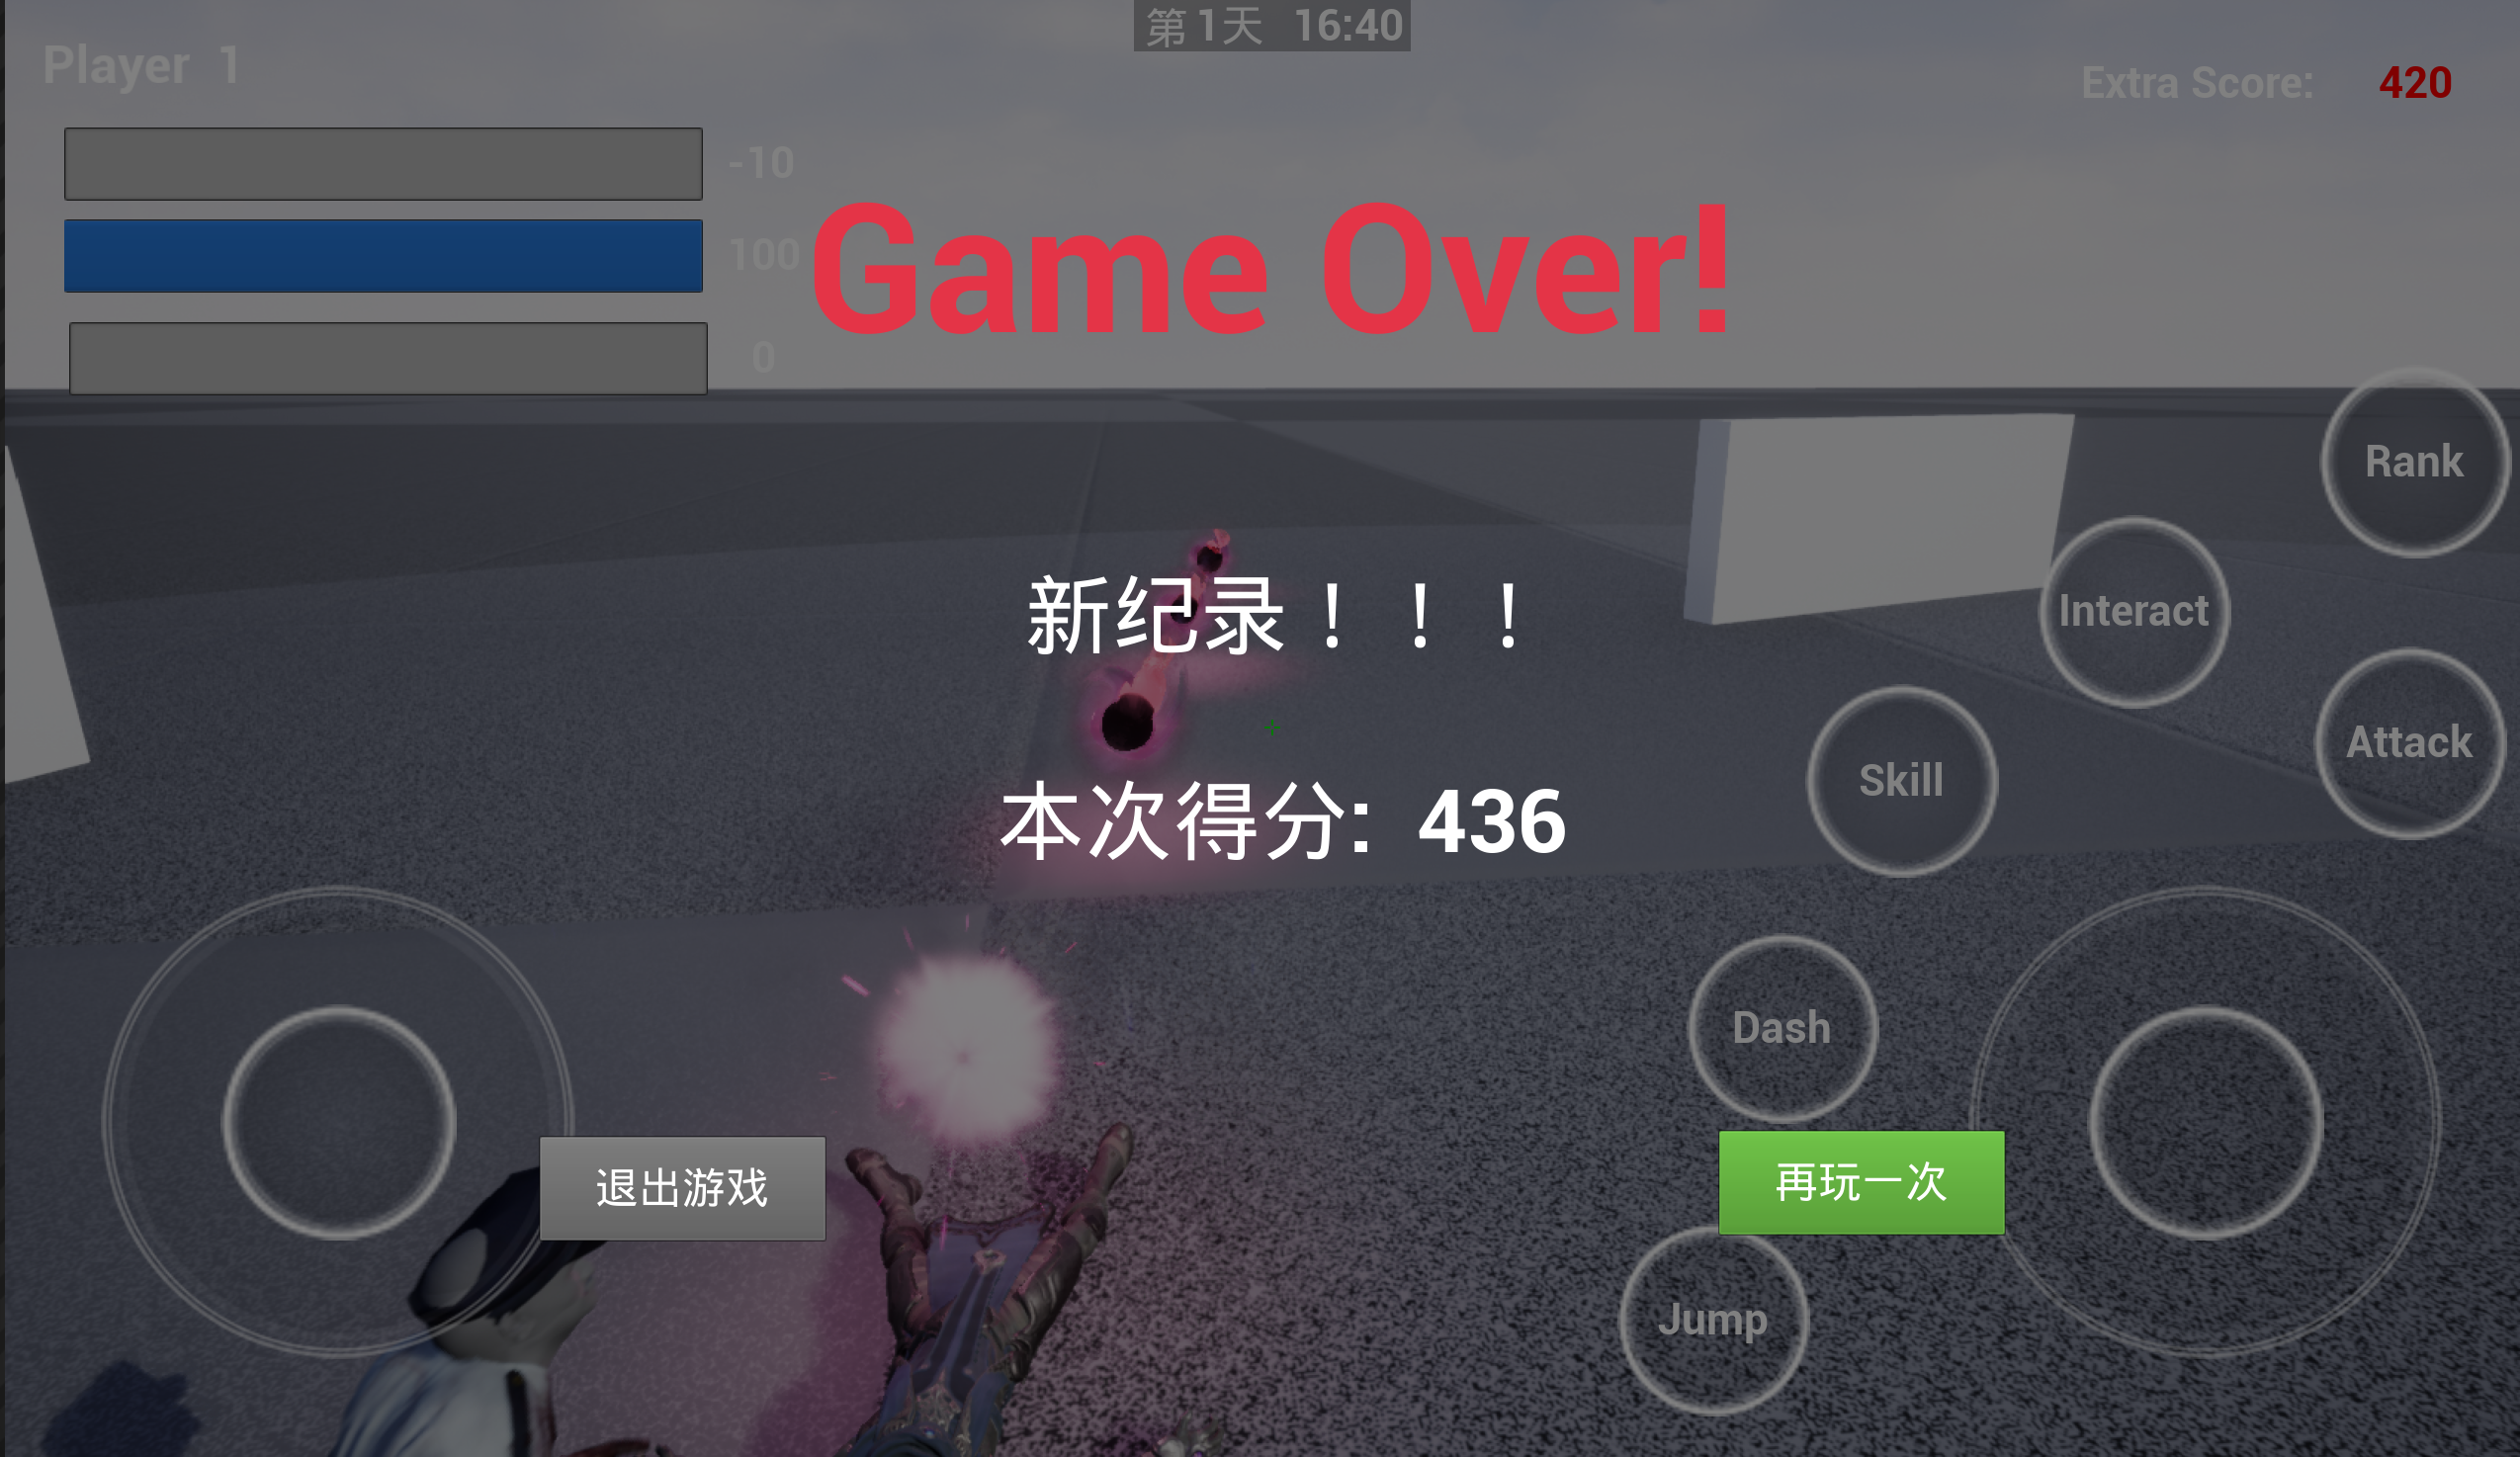 第1天 16:40
Player 1
Extra Score: 420
-10
100
Game Over!
0
Rank
新纪录！！！
Interact
Attack
Skill
本次得分: 436
Dash
退出游戏
再玩一次
Jump